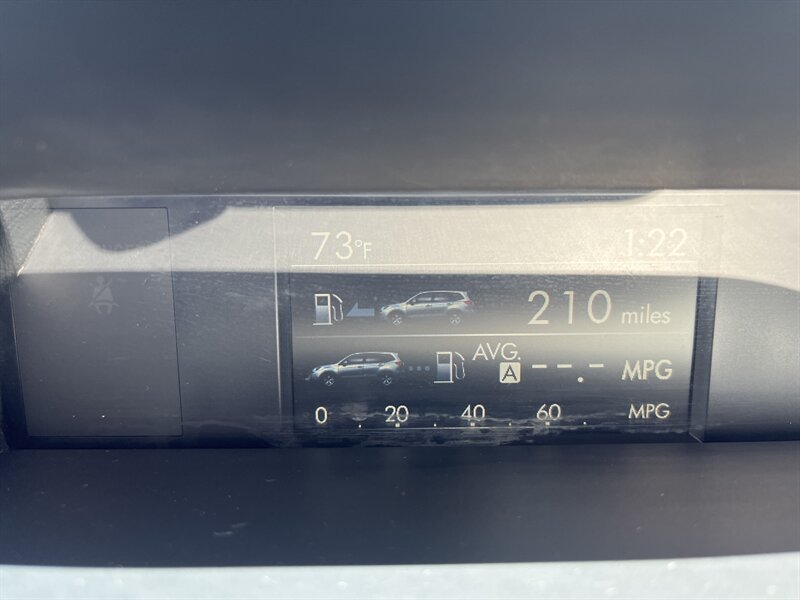 73°F 1:22
210 miles
AVG.
A --.- MPG
0 . 20 . 40 . 60 . MPG